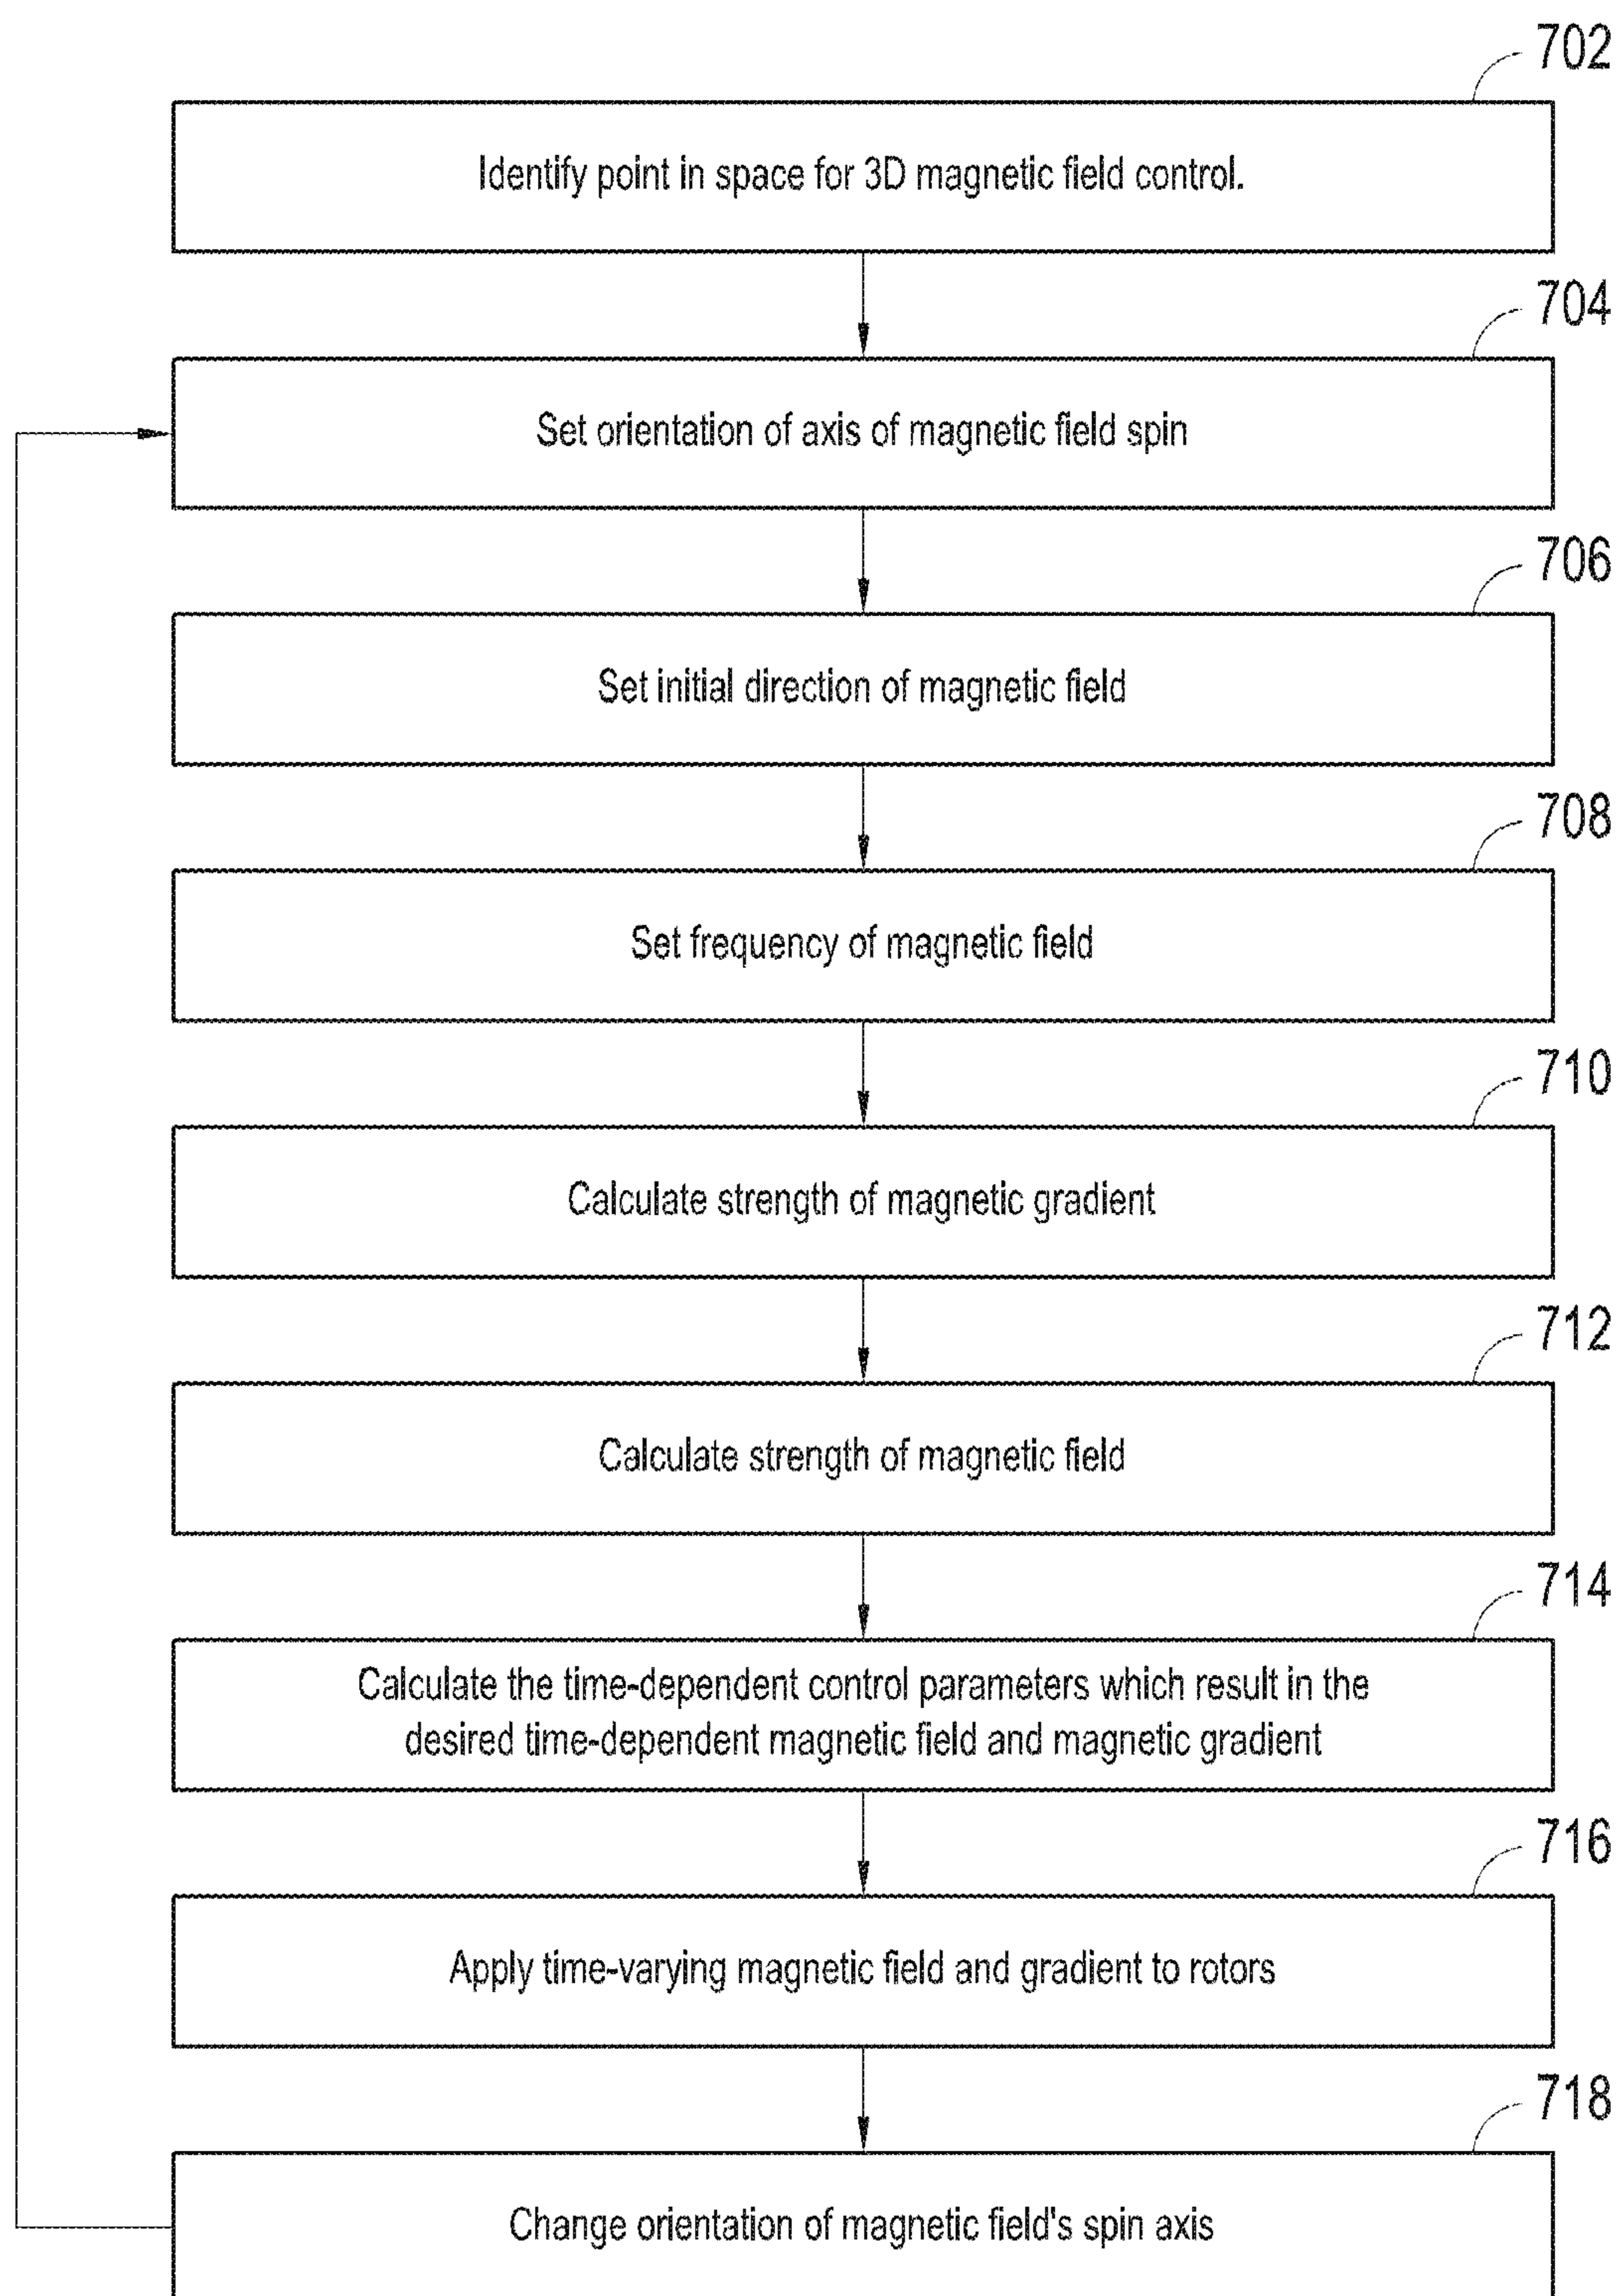 702
Identify point in space for 3D magnetic field control.
704
Set orientation of axis of magnetic field spin
706
Set initial direction of magnetic field
708
Set frequency of magnetic field
710
Calculate strength of magnetic gradient
712
Calculate strength of magnetic field
714
Calculate the time-dependent control parameters which result in the
desired time-dependent magnetic field and magnetic gradient
716
Apply time-varying magnetic field and gradient to rotors
718
Change orientation of magnetic field's spin axis